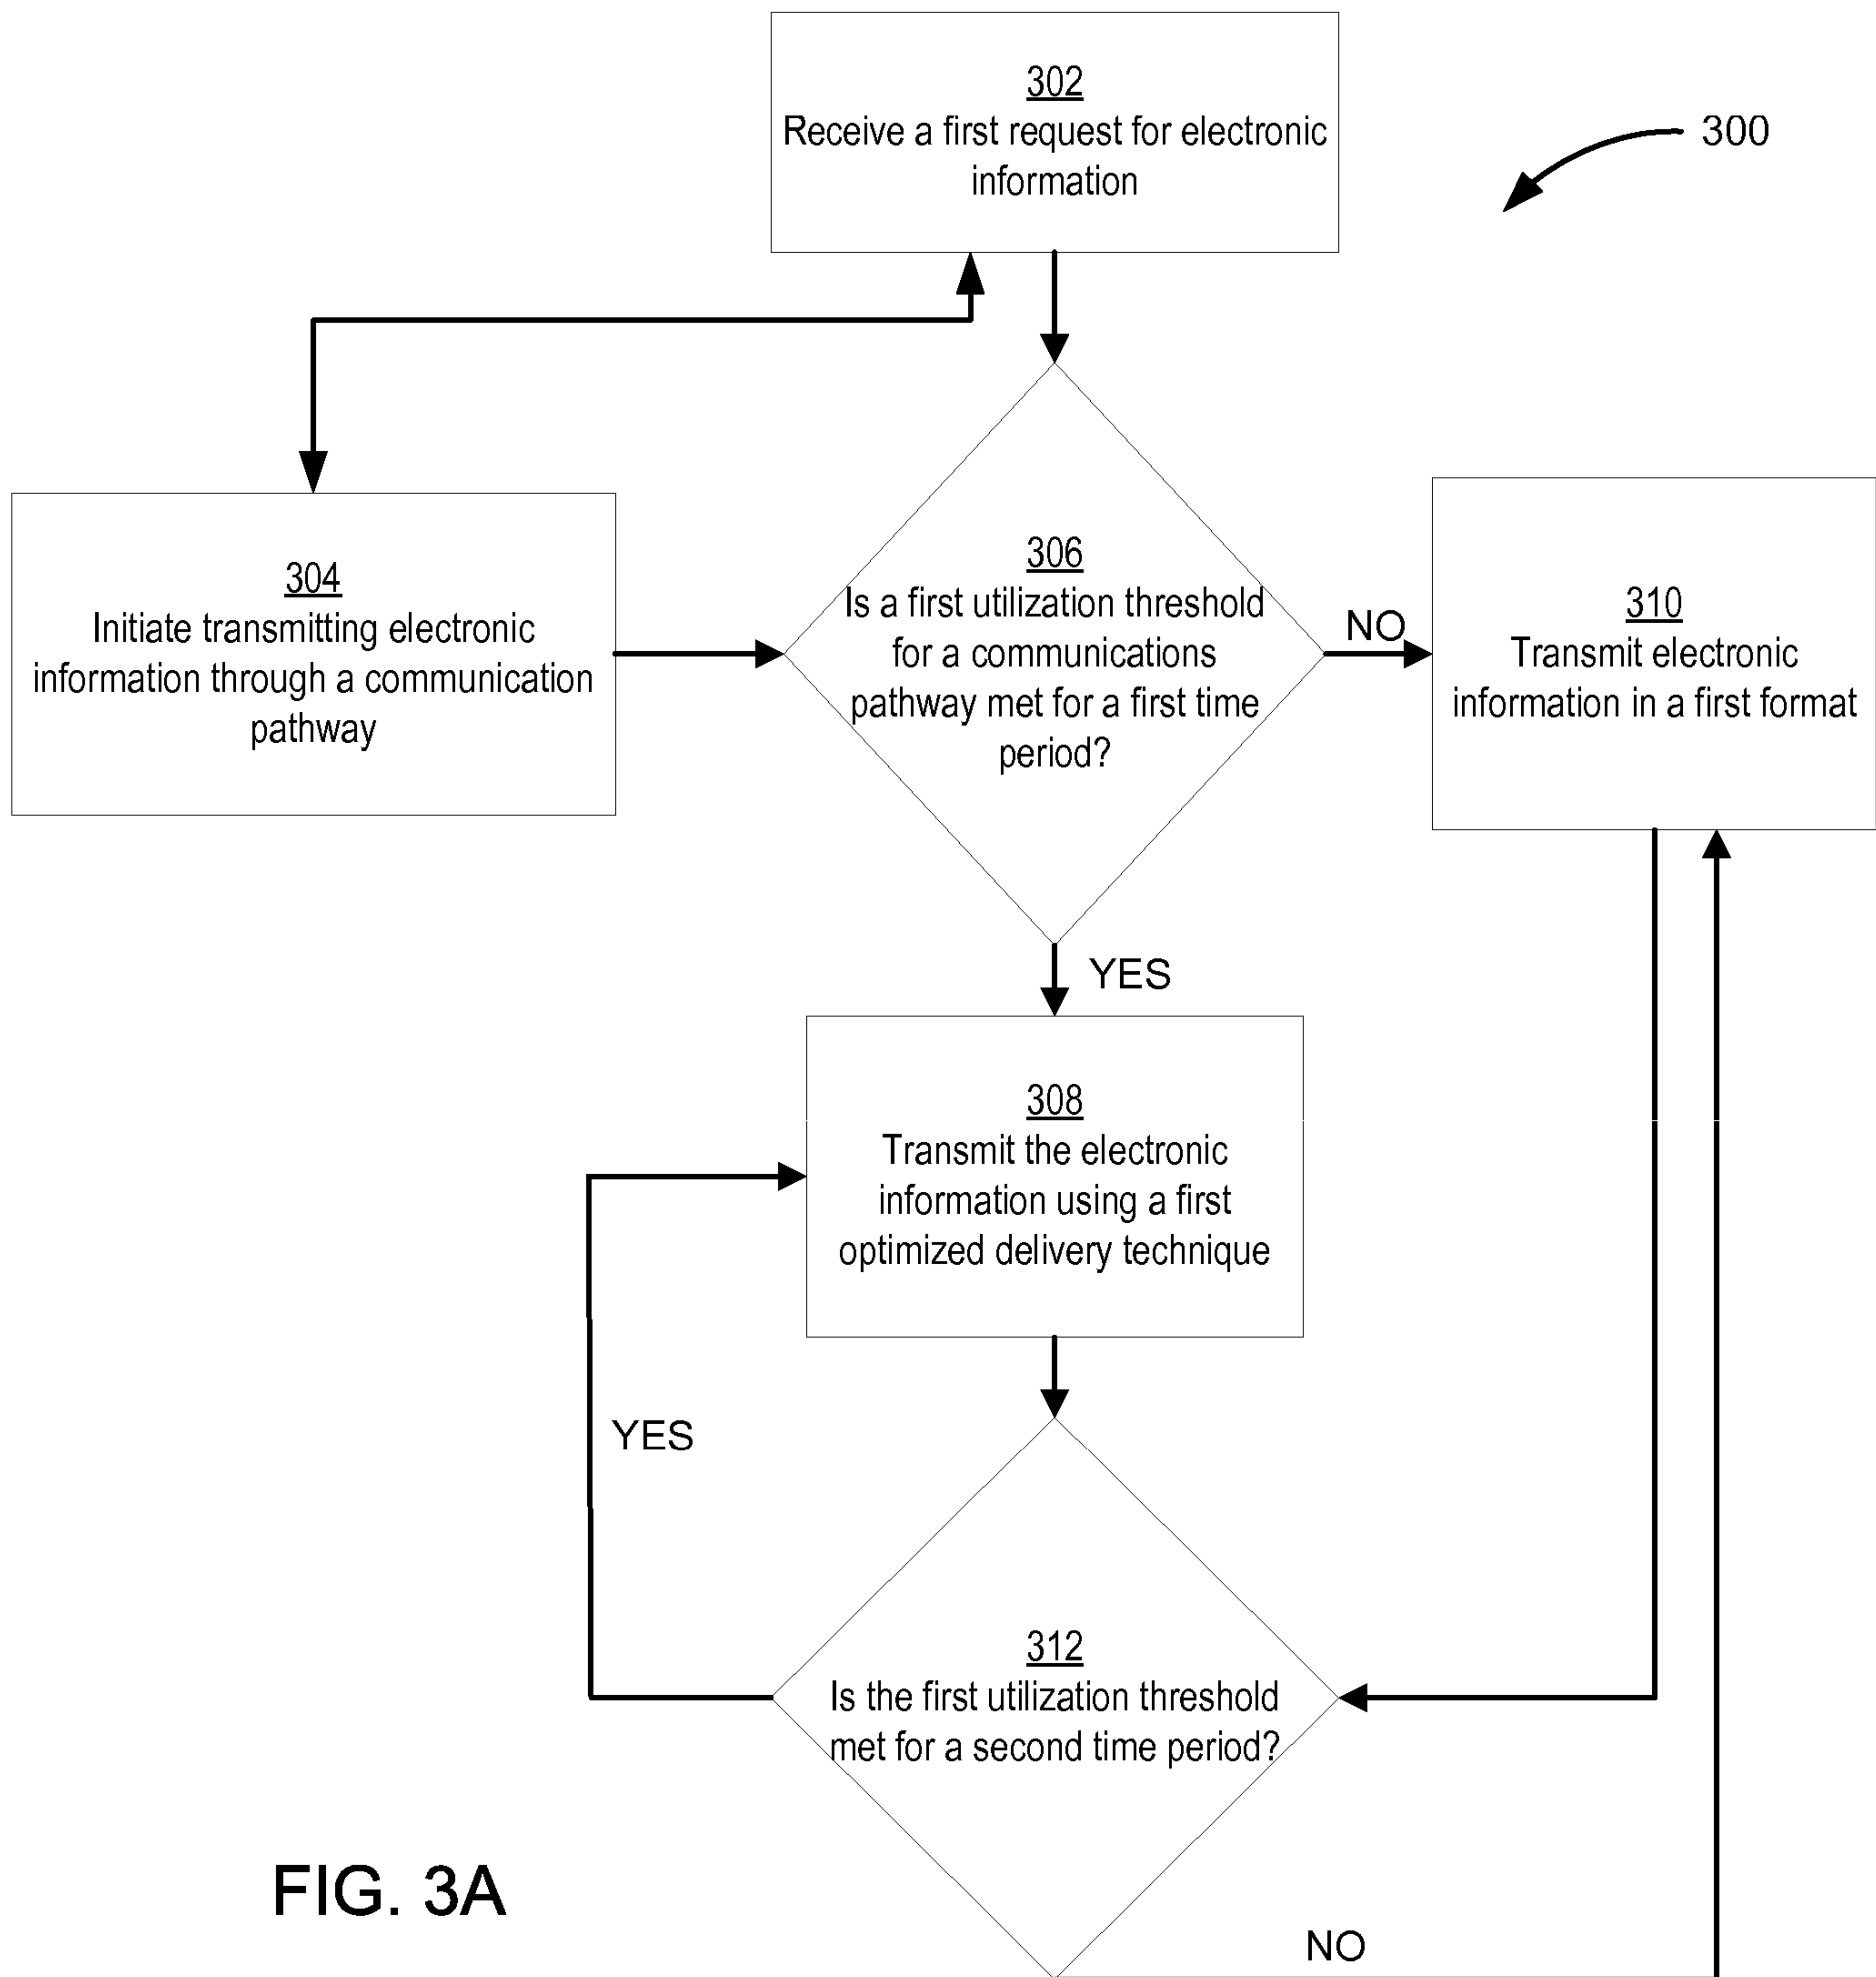 302
Receive a first request for electronic
information
300
304
Initiate transmitting electronic
information through a communication
pathway
306
Is a first utilization threshold
for a communications
pathway met for a first time
period?
NO
310
Transmit electronic
information in a first format
YES
308
Transmit the electronic
information using a first
optimized delivery technique
YES
312
Is the first utilization threshold
met for a second time period?
NO
FIG. 3A